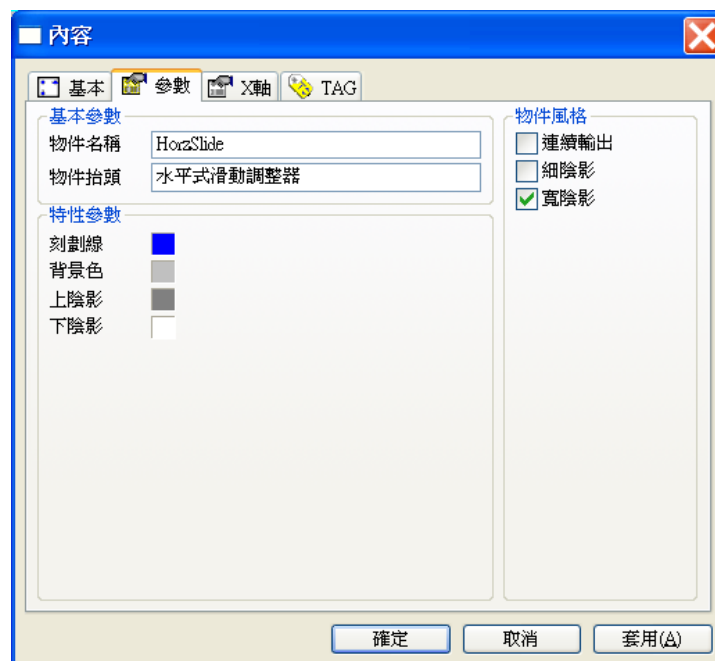 內容
基本 參數 X軸 TAG
基本參數
物件名稱 HorzSlide
物件抬頭 水平式滑動調整器
特性參數
刻劃線
背景色
上陰影
下陰影
物件風格
連續輸出
細陰影
寬陰影
確定 取消 套用(A)